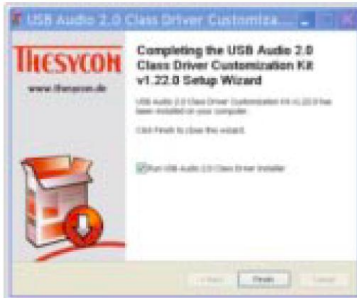 USB Audio 2.0 Class Driver Customiza...
THESYCON
www.thesycon.de
Completing the USB Audio 2.0
Class Driver Customization Kit
v1.22.0 Setup Wizard
USB Audio 2.0 Class Driver Customization Kit v1.22.0 has
been installed on your computer.
Click Finish to close this wizard.
Run USB Audio 2.0 Class Driver Installer
< Back
Finish
Cancel